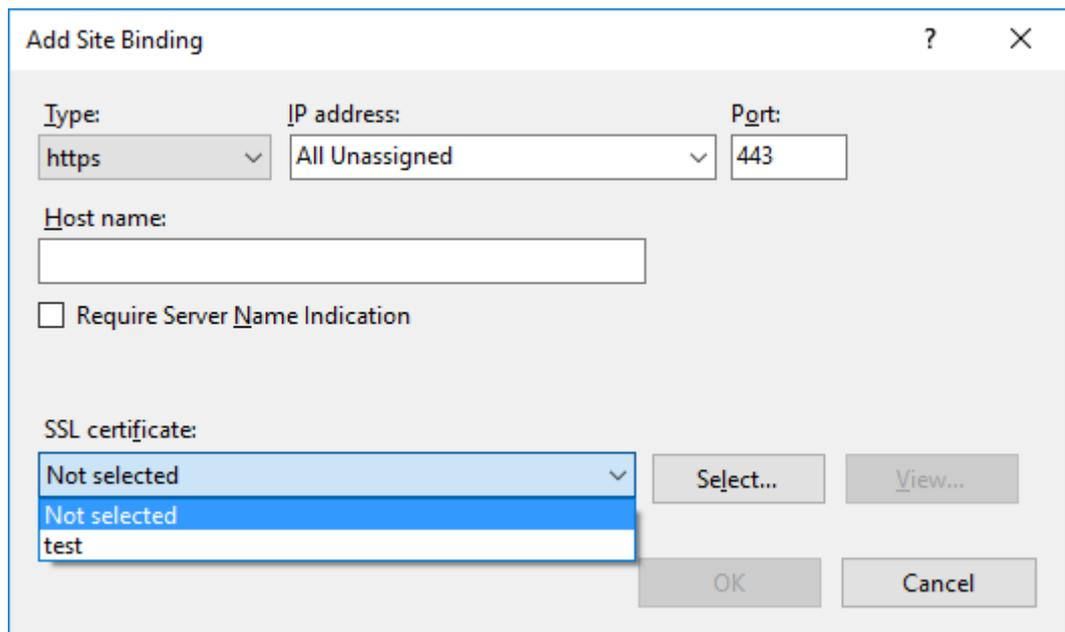 Add Site Binding ?
Type: IP address: Port:
https All Unassigned 443
Host name:
Require Server Name Indication
SSL certificate:
Not selected Select... View...
Not selected
test
OK Cancel